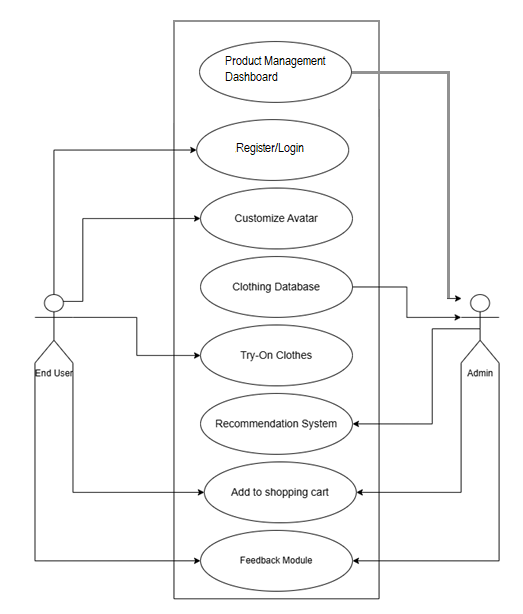 Product Management
Dashboard
Register/Login
Customize Avatar
Clothing Database
Try-On Clothes
End User
Admin
Recommendation System
Add to shopping cart
Feedback Module